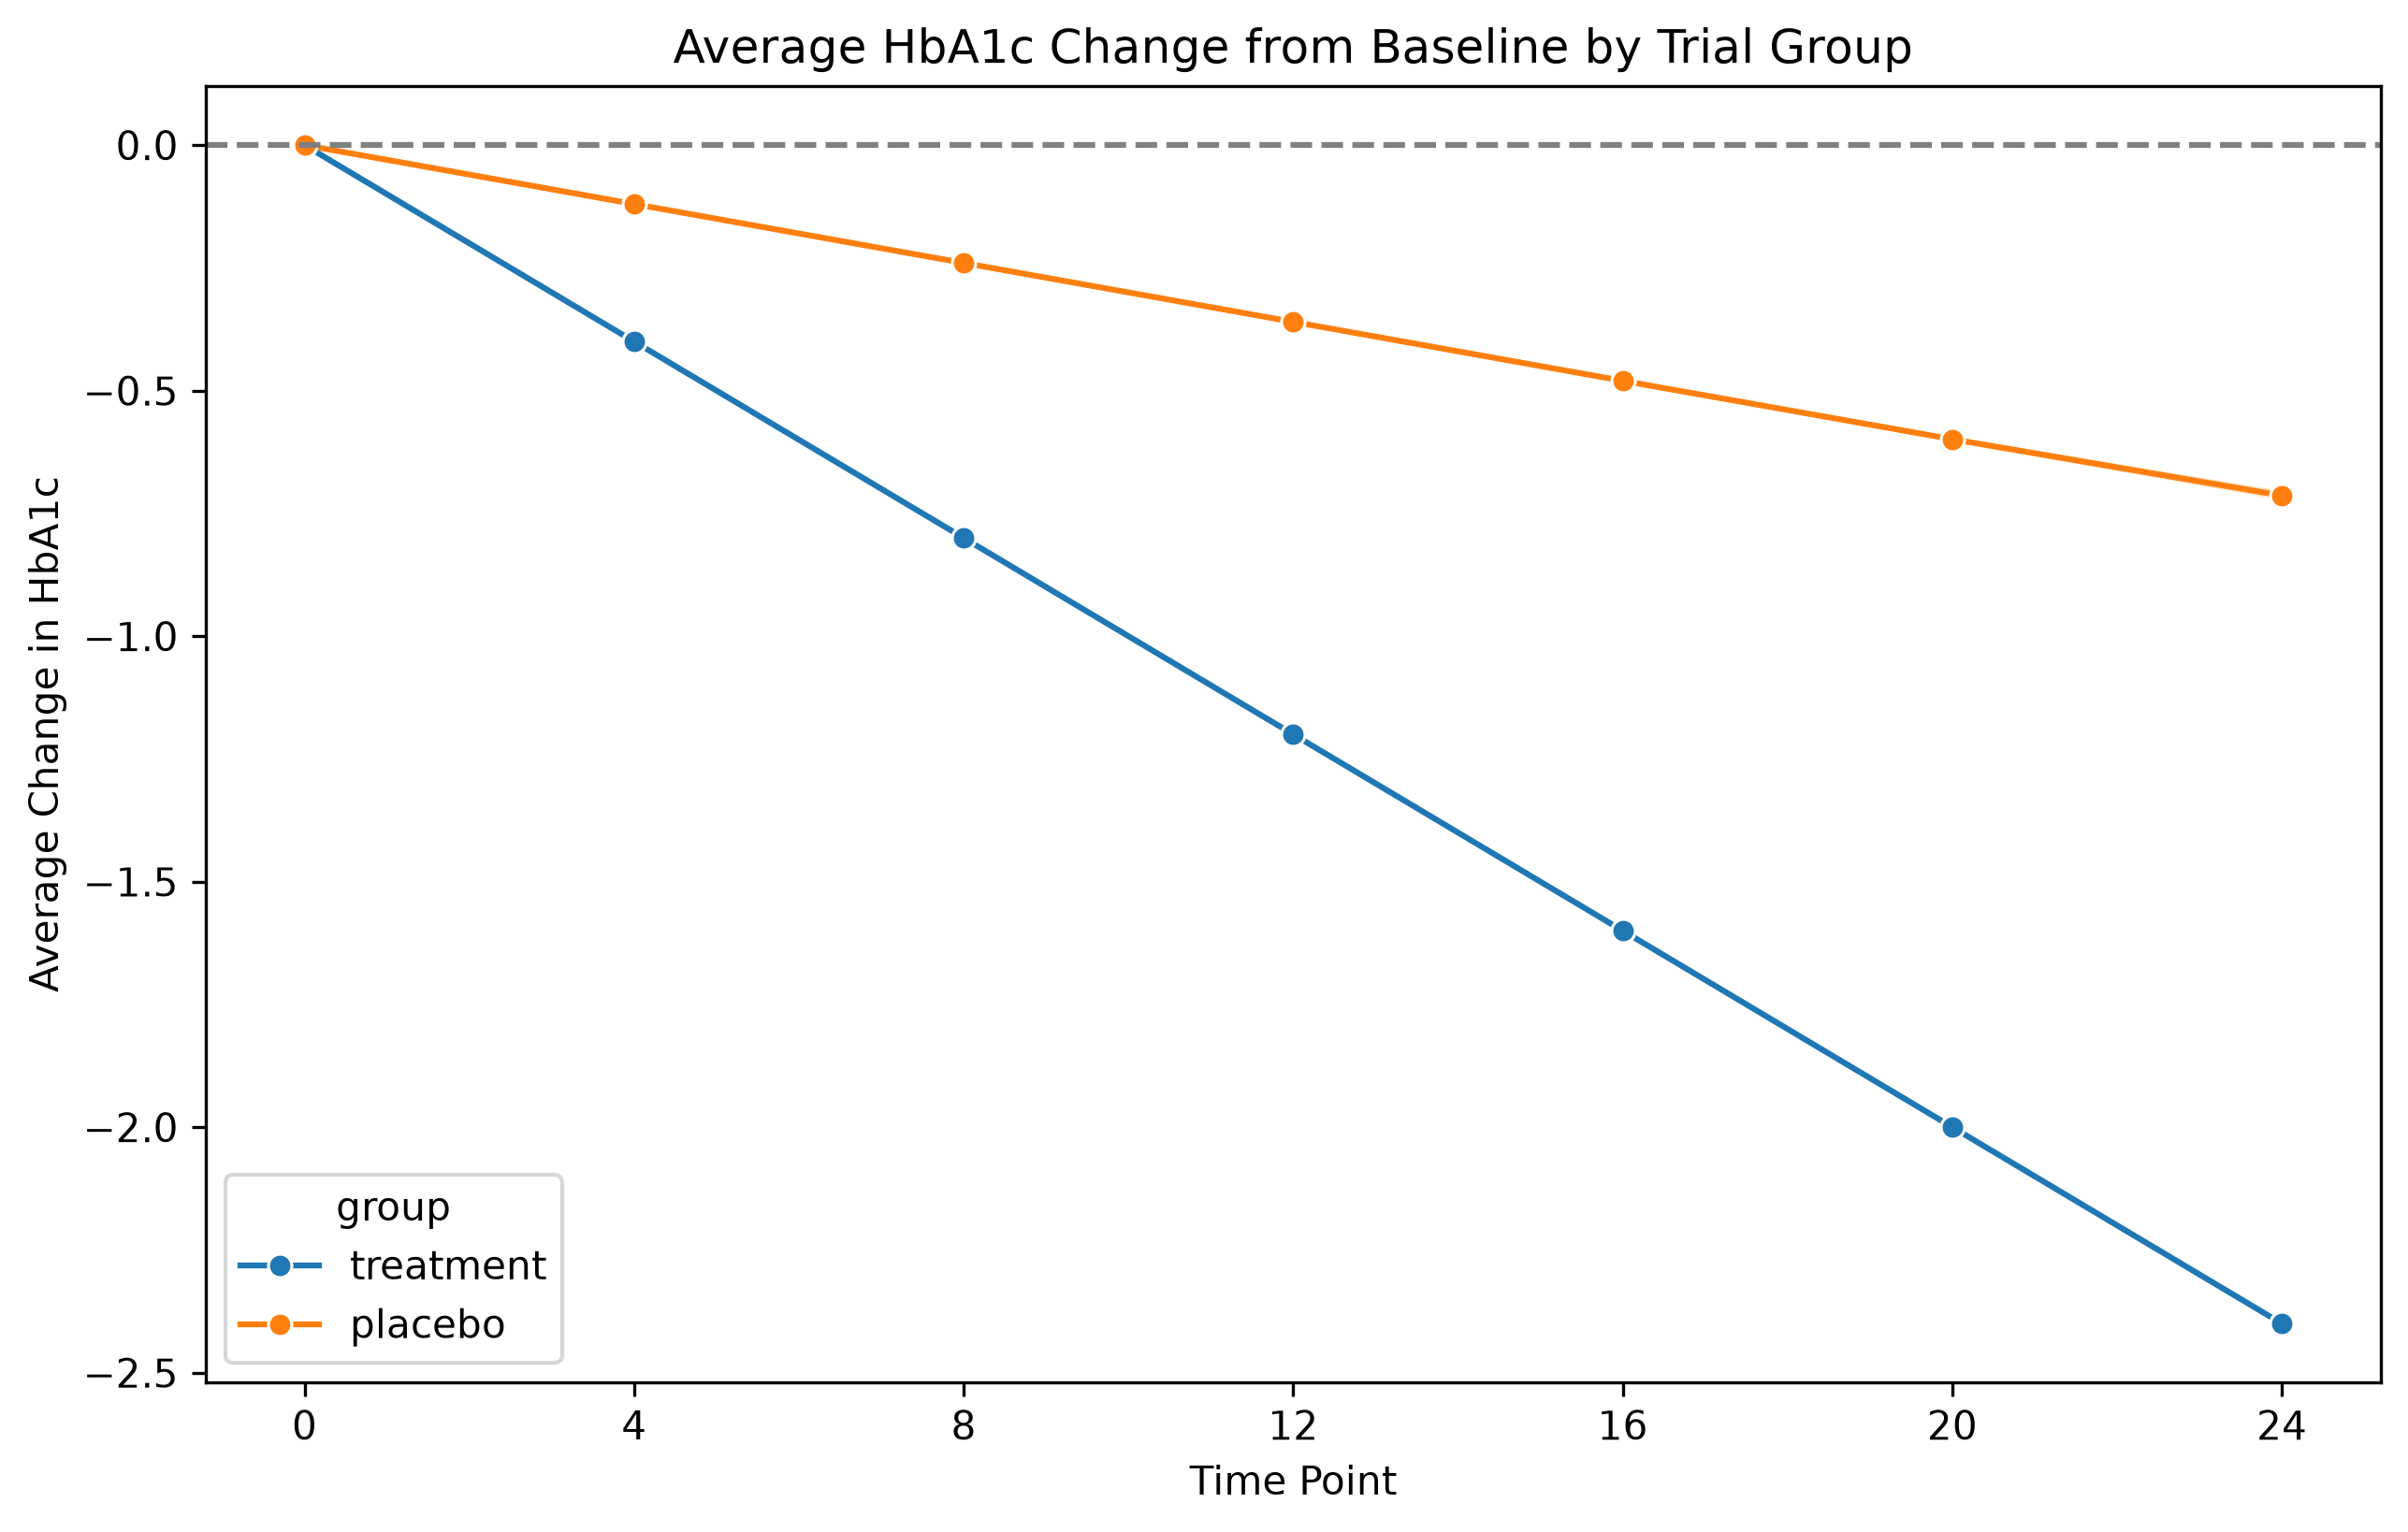 Average HbA1c Change from Baseline by Trial Group
Average Change in HbA1c
0.0
−0.5
−1.0
−1.5
−2.0
−2.5
group
treatment
placebo
0 4 8 12 16 20 24
Time Point